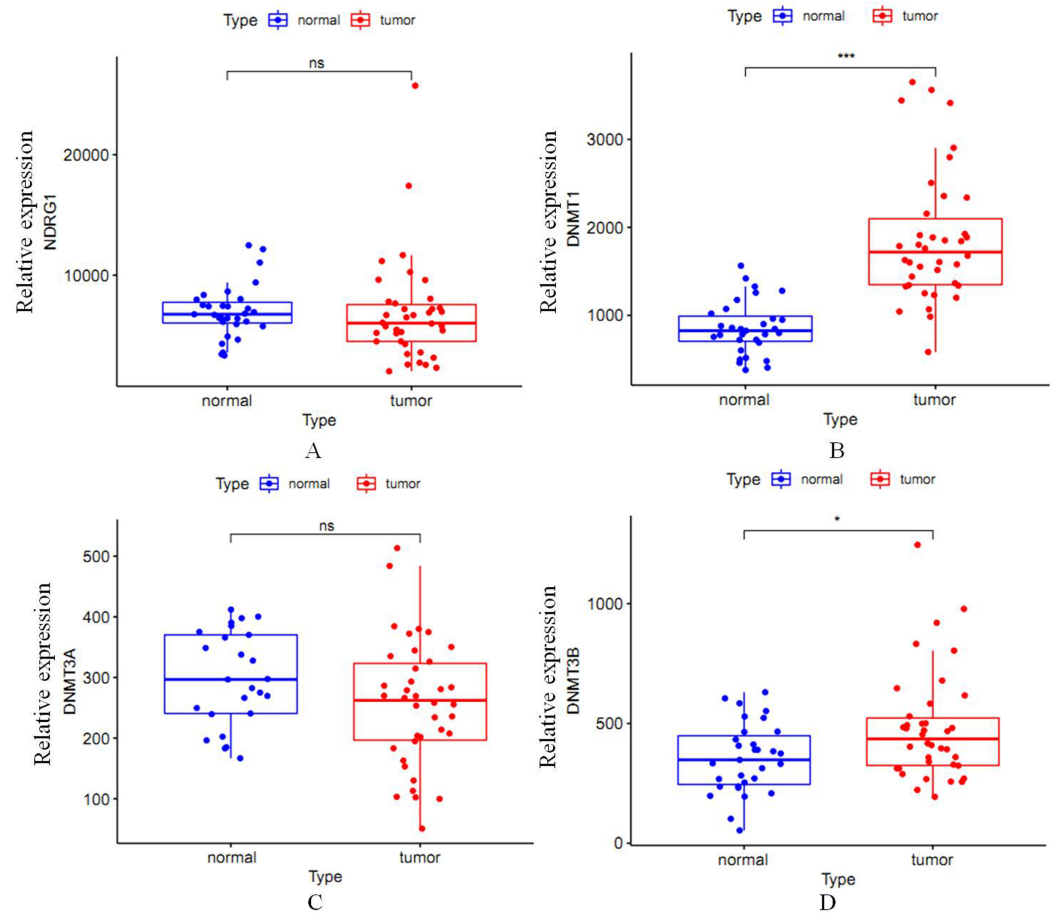 Type normal tumor
ns
Relative expression
NDRG1
20000
10000
normal tumor
Type
A
Type normal tumor
***
Relative expression
DNMT1
3000
2000
1000
normal tumor
Type
B
Type normal tumor
ns
Relative expression
DNMT3A
500
400
300
200
100
normal tumor
Type
C
Type normal tumor
*
Relative expression
DNMT3B
1000
500
0
normal tumor
Type
D